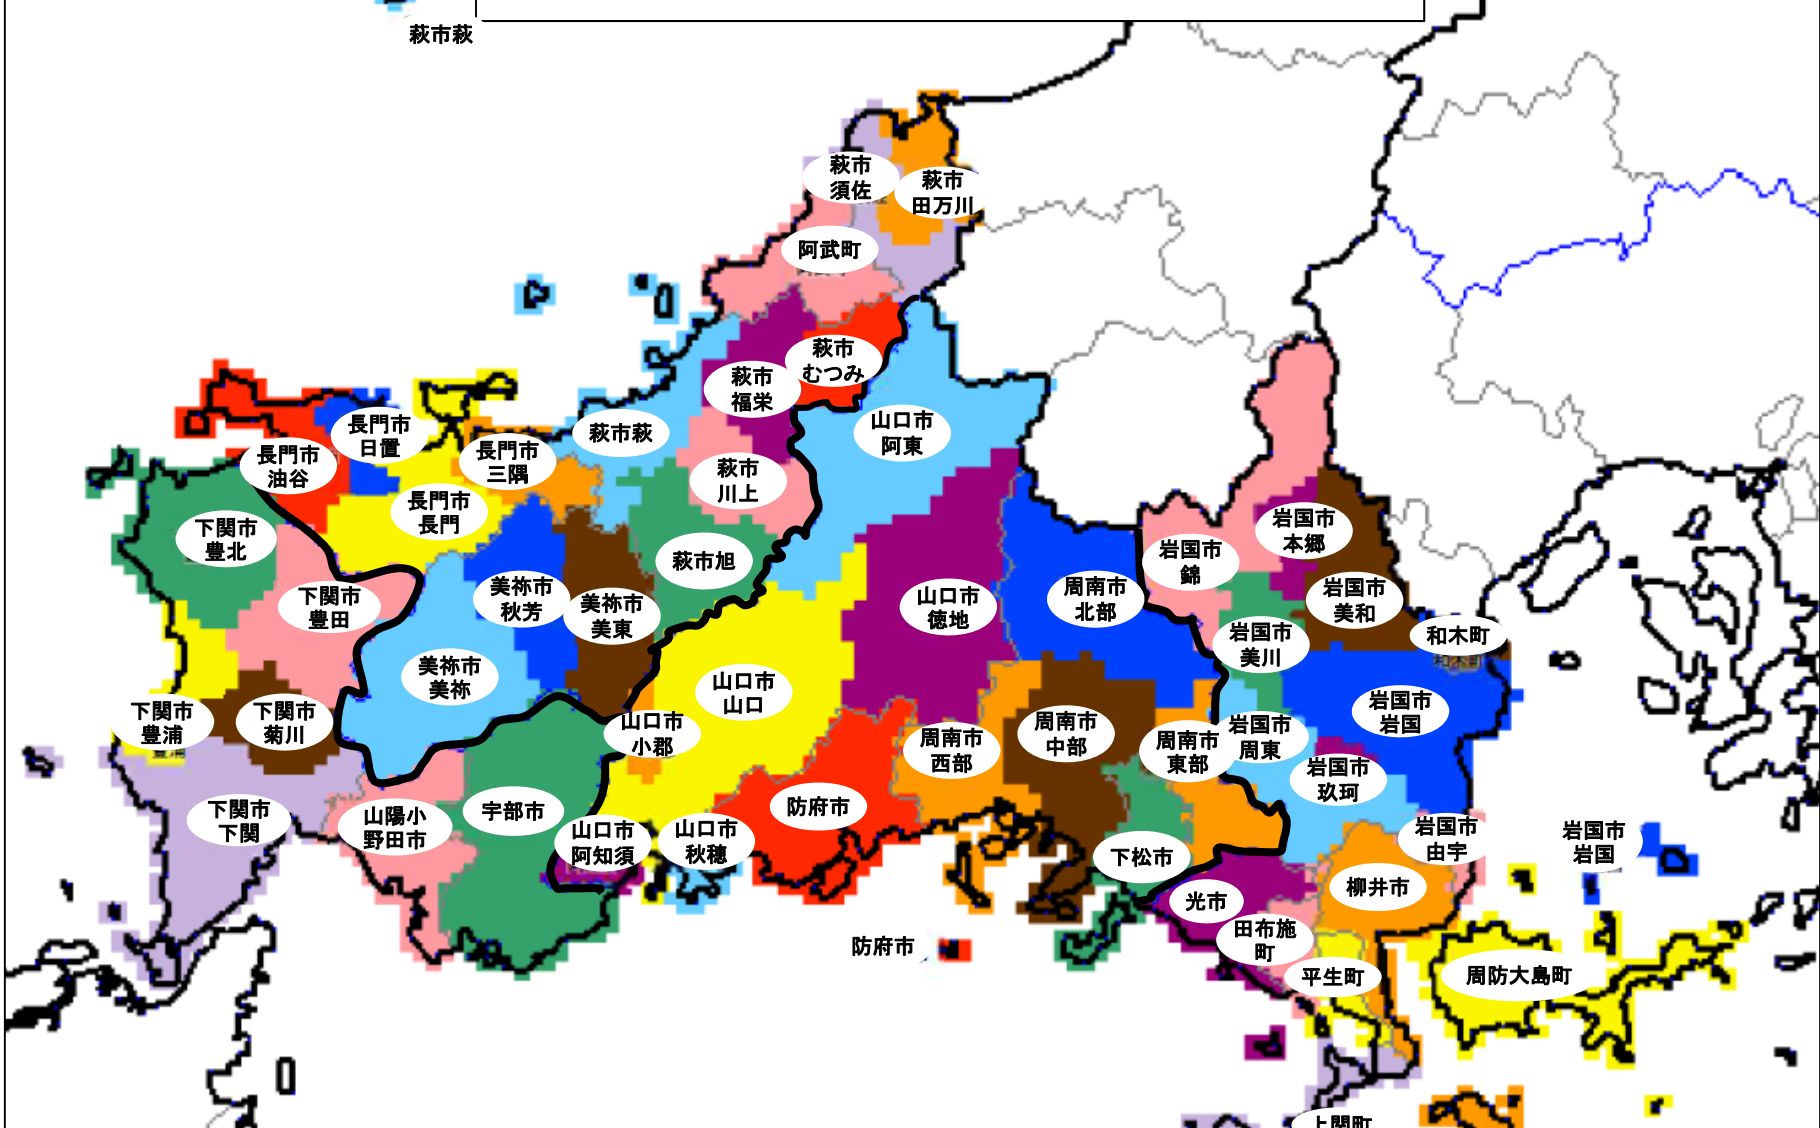 萩市萩
萩市
須佐
萩市
田万川
阿武町
萩市
むつみ
萩市
福栄
長門市
日置
萩市萩
山口市
阿東
長門市
油谷
長門市
三隅
萩市
川上
長門市
長門
下関市
豊北
岩国市
本郷
岩国市
錦
萩市旭
下関市
豊田
美祢市
秋芳
美祢市
美東
山口市
徳地
周南市
北部
岩国市
美和
和木町
和木町
岩国市
美川
美祢市
美祢
山口市
山口
岩国市
岩国
下関市
豊浦
豊浦
下関市
菊川
山口市
小郡
周南市
西部
周南市
中部
周南市
東部
岩国市
周東
岩国市
玖珂
下関市
下関
山陽小
野田市
宇部市
山口市
阿知須
山口市
秋穂
防府市
下松市
岩国市
由宇
岩国市
岩国
光市
柳井市
田布施
町
防府市
平生町
周防大島町
上関町